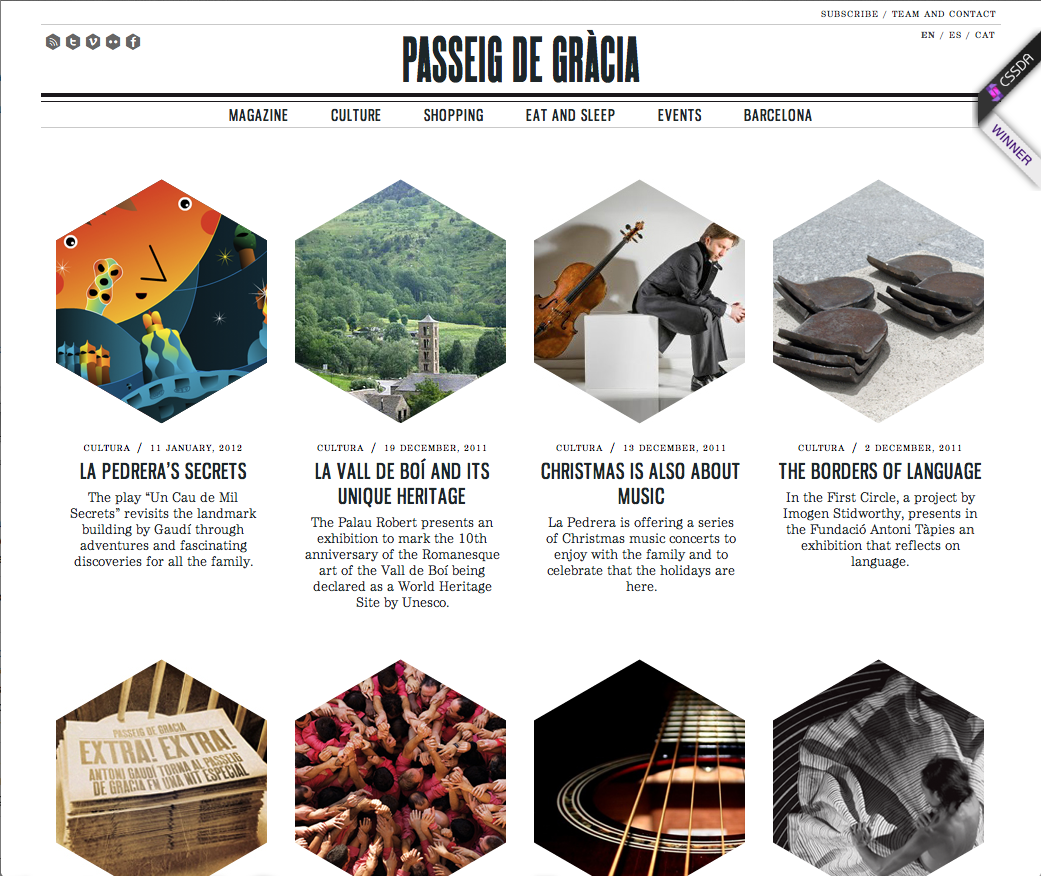 SUBSCRIBE / TEAM AND CONTACT
EN / ES / CAT
PASSEIG DE GRÀCIA
CSSDA
WINNER
MAGAZINE CULTURE SHOPPING EAT AND SLEEP EVENTS BARCELONA
CULTURA / 11 JANUARY, 2012
LA PEDRERA'S SECRETS
The play “Un Cau de Mil
Secrets” revisits the landmark
building by Gaudí through
adventures and fascinating
discoveries for all the family.
CULTURA / 19 DECEMBER, 2011
LA VALL DE BOÍ AND ITS
UNIQUE HERITAGE
The Palau Robert presents an
exhibition to mark the 10th
anniversary of the Romanesque
art of the Vall de Boí being
declared as a World Heritage
Site by Unesco.
CULTURA / 13 DECEMBER, 2011
CHRISTMAS IS ALSO ABOUT
MUSIC
La Pedrera is offering a series
of Christmas music concerts to
enjoy with the family and to
celebrate that the holidays are
here.
CULTURA / 2 DECEMBER, 2011
THE BORDERS OF LANGUAGE
In the First Circle, a project by
Imogen Stidworthy, presents in
the Fundació Antoni Tàpies an
exhibition that reflects on
language.
PASSEIG DE GRACIA
EXTRA! EXTRA!
ANTONI GAUDÍ TORNA AL PASSEIG
DE GRACIA EN UNA NIT ESPECIAL